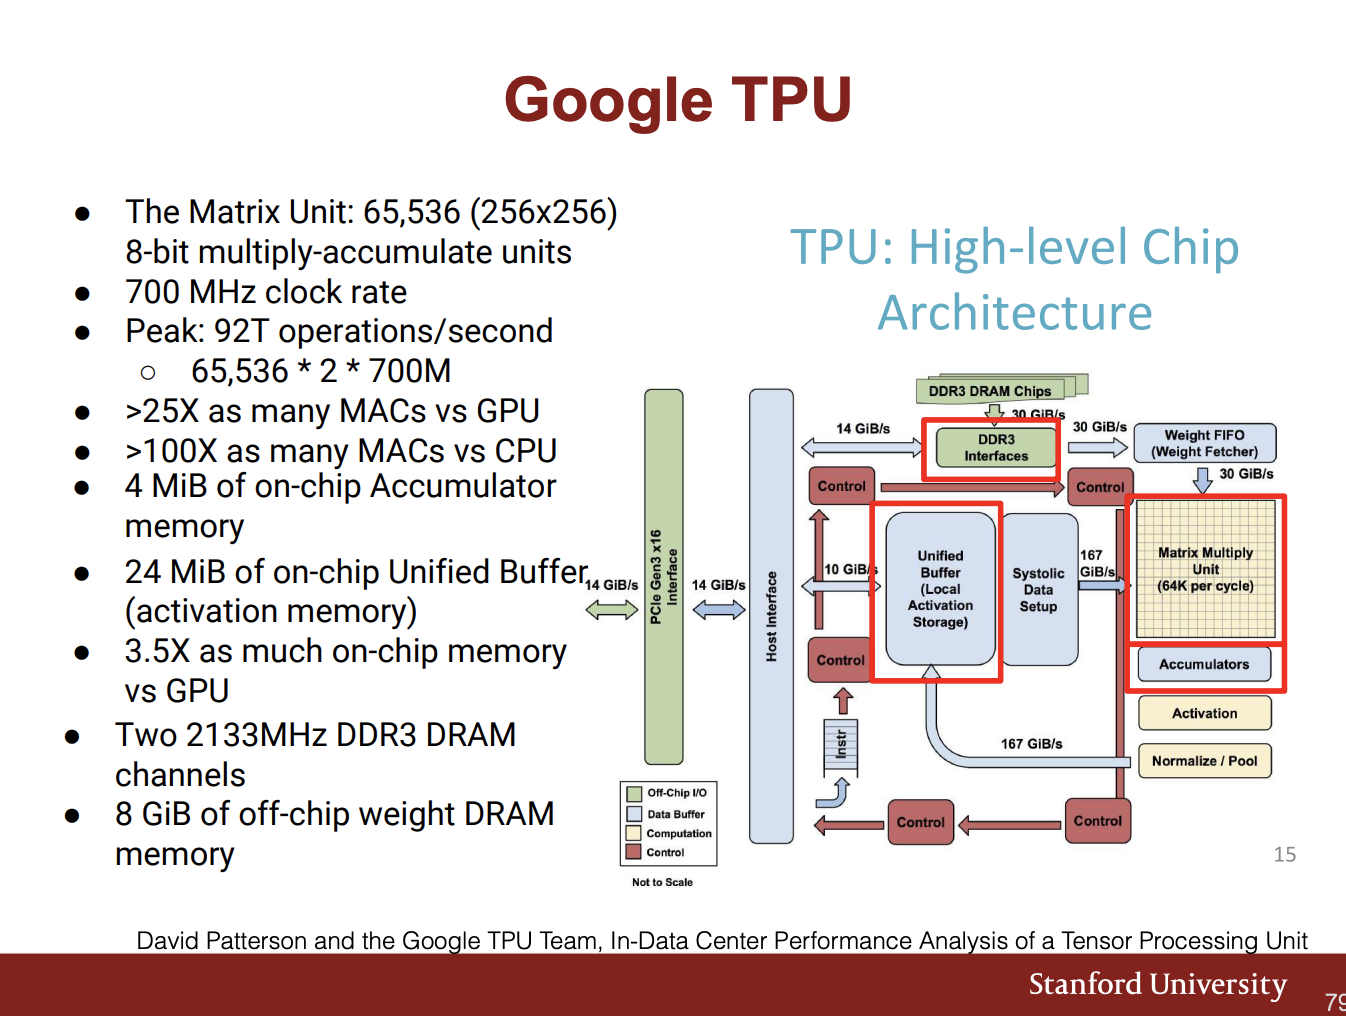 Google TPU
● The Matrix Unit: 65,536 (256x256)
8-bit multiply-accumulate units
● 700 MHz clock rate
● Peak: 92T operations/second
○ 65,536 * 2 * 700M
● >25X as many MACs vs GPU
● >100X as many MACs vs CPU
● 4 MiB of on-chip Accumulator
memory
● 24 MiB of on-chip Unified Buffer
(activation memory)
● 3.5X as much on-chip memory
vs GPU
● Two 2133MHz DDR3 DRAM
channels
● 8 GiB of off-chip weight DRAM
memory
TPU: High-level Chip
Architecture
DDR3 DRAM Chips
30 GiB/s
14 GiB/s
DDR3
Interfaces
30 GiB/s
Weight FIFO
(Weight Fetcher)
30 GiB/s
Control
Control
Matrix Multiply
Unit
(64K per cycle)
Unified
Buffer
(Local
Activation
Storage)
Systolic
Data
Setup
167
GiB/s
10 GiB/s
14 GiB/s
PCIe Gen3 x16
Interface
14 GiB/s
Host Interface
Control
Accumulators
Activation
Normalize / Pool
167 GiB/s
Instr
Control
Control
Off-Chip I/O
Data Buffer
Computation
Control
Not to Scale
15
David Patterson and the Google TPU Team, In-Data Center Performance Analysis of a Tensor Processing Unit
Stanford University
79